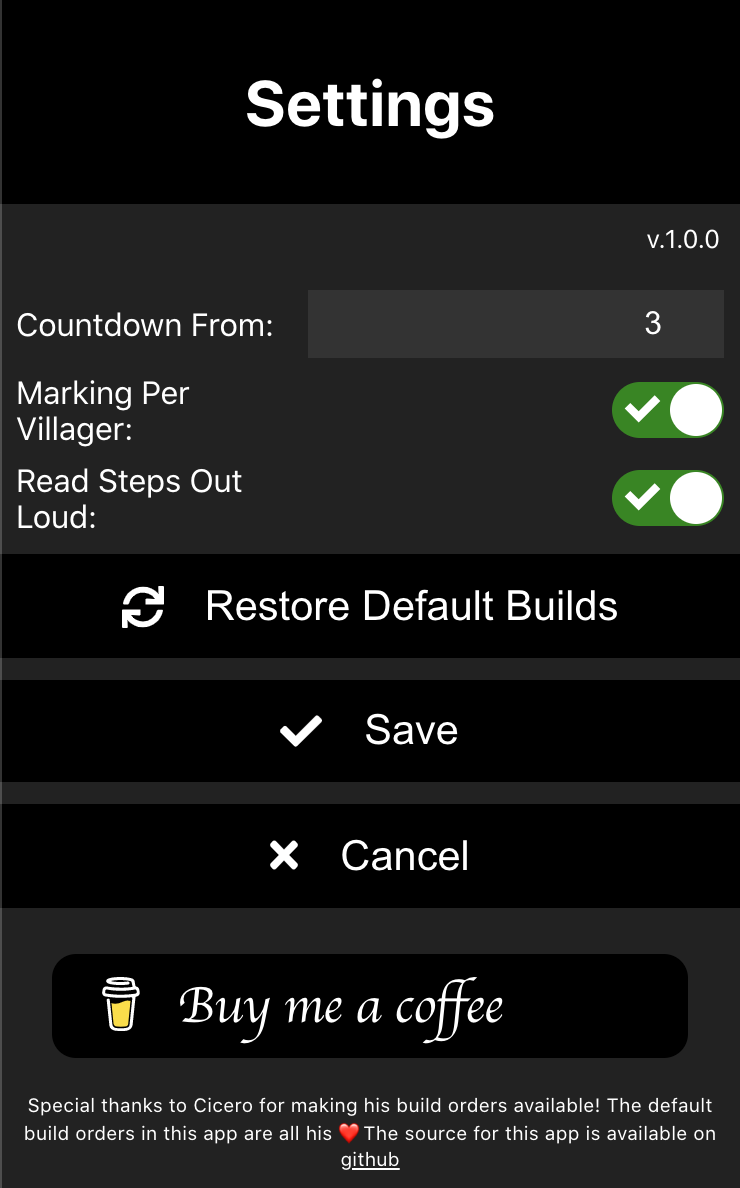 Settings
v.1.0.0
Countdown From:
3
Marking Per
Villager:
Read Steps Out
Loud:
Restore Default Builds
Save
Cancel
Buy me a coffee
Special thanks to Cicero for making his build orders available! The default
build orders in this app are all his ❤️ The source for this app is available on
github